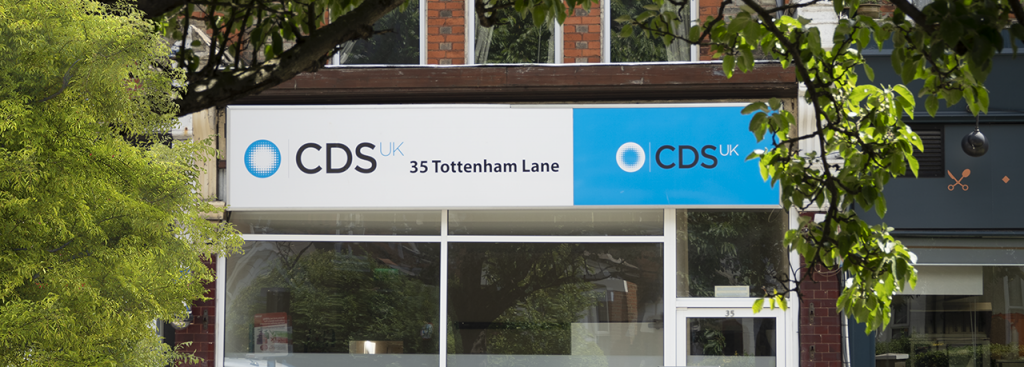 CDS UK
35 Tottenham Lane
CDS UK
35